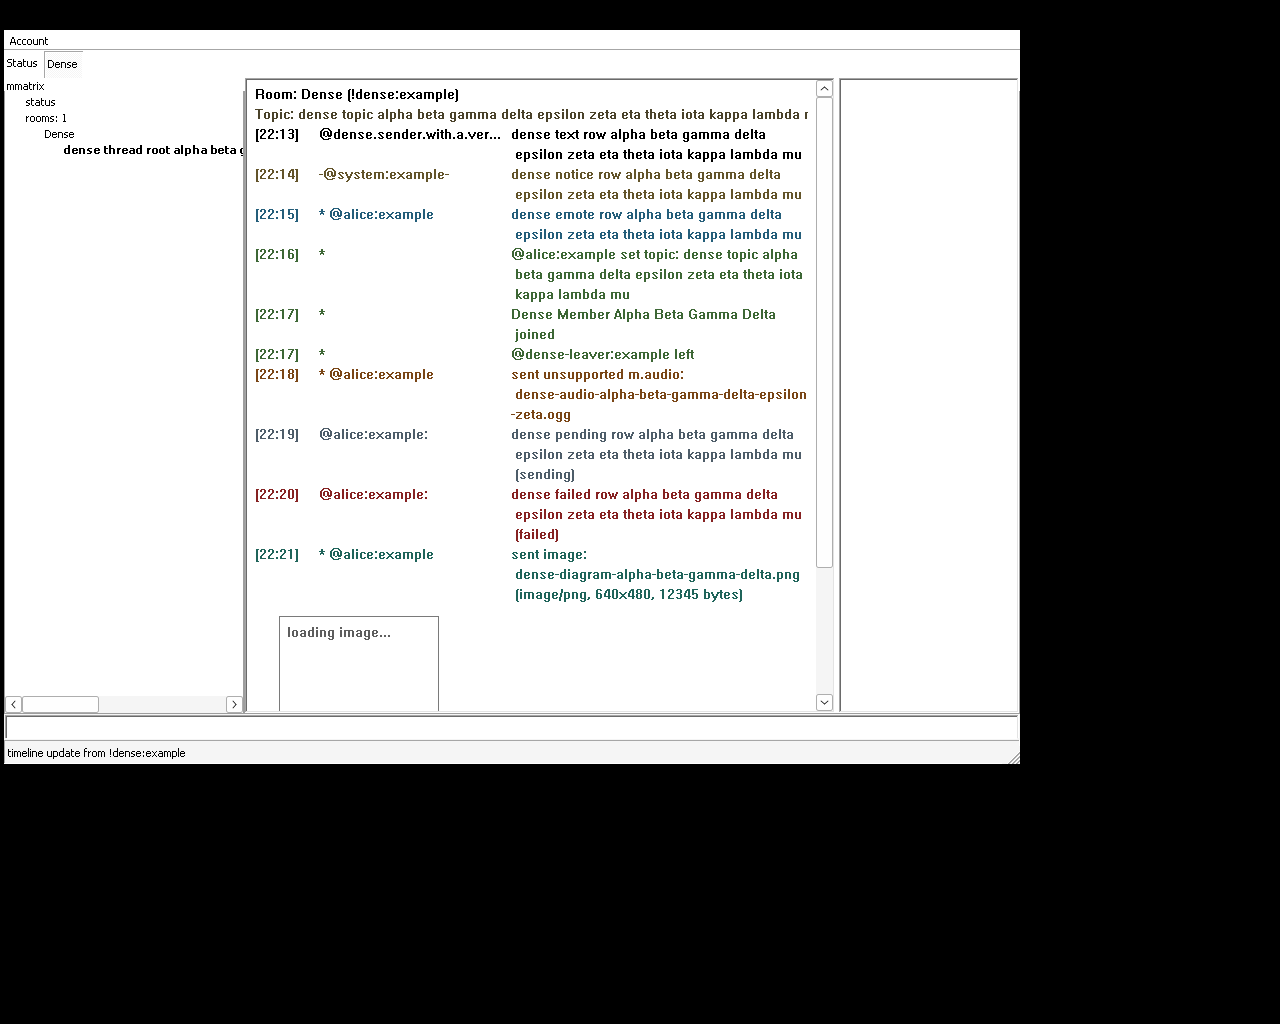 Account
Status Dense
mmatrix
status
rooms: 1
Dense
dense thread root alpha beta
Room: Dense (!dense:example)
Topic: dense topic alpha beta gamma delta epsilon zeta eta theta iota kappa lambda
[22:13] @dense.sender.with.a.ver... dense text row alpha beta gamma delta
epsilon zeta eta theta iota kappa lambda mu
[22:14] -@system:example- dense notice row alpha beta gamma delta
epsilon zeta eta theta iota kappa lambda mu
[22:15] * @alice:example dense emote row alpha beta gamma delta
epsilon zeta eta theta iota kappa lambda mu
[22:16] * @alice:example set topic: dense topic alpha
beta gamma delta epsilon zeta eta theta iota
kappa lambda mu
[22:17] * Dense Member Alpha Beta Gamma Delta
joined
[22:17] * @dense-leaver:example left
[22:18] * @alice:example sent unsupported m.audio:
dense-audio-alpha-beta-gamma-delta-epsilon
-zeta.ogg
[22:19] @alice:example: dense pending row alpha beta gamma delta
epsilon zeta eta theta iota kappa lambda mu
(sending)
[22:20] @alice:example: dense failed row alpha beta gamma delta
epsilon zeta eta theta iota kappa lambda mu
(failed)
[22:21] * @alice:example sent image:
dense-diagram-alpha-beta-gamma-delta.png
(image/png, 640x480, 12345 bytes)
loading image...
timeline update from !dense:example